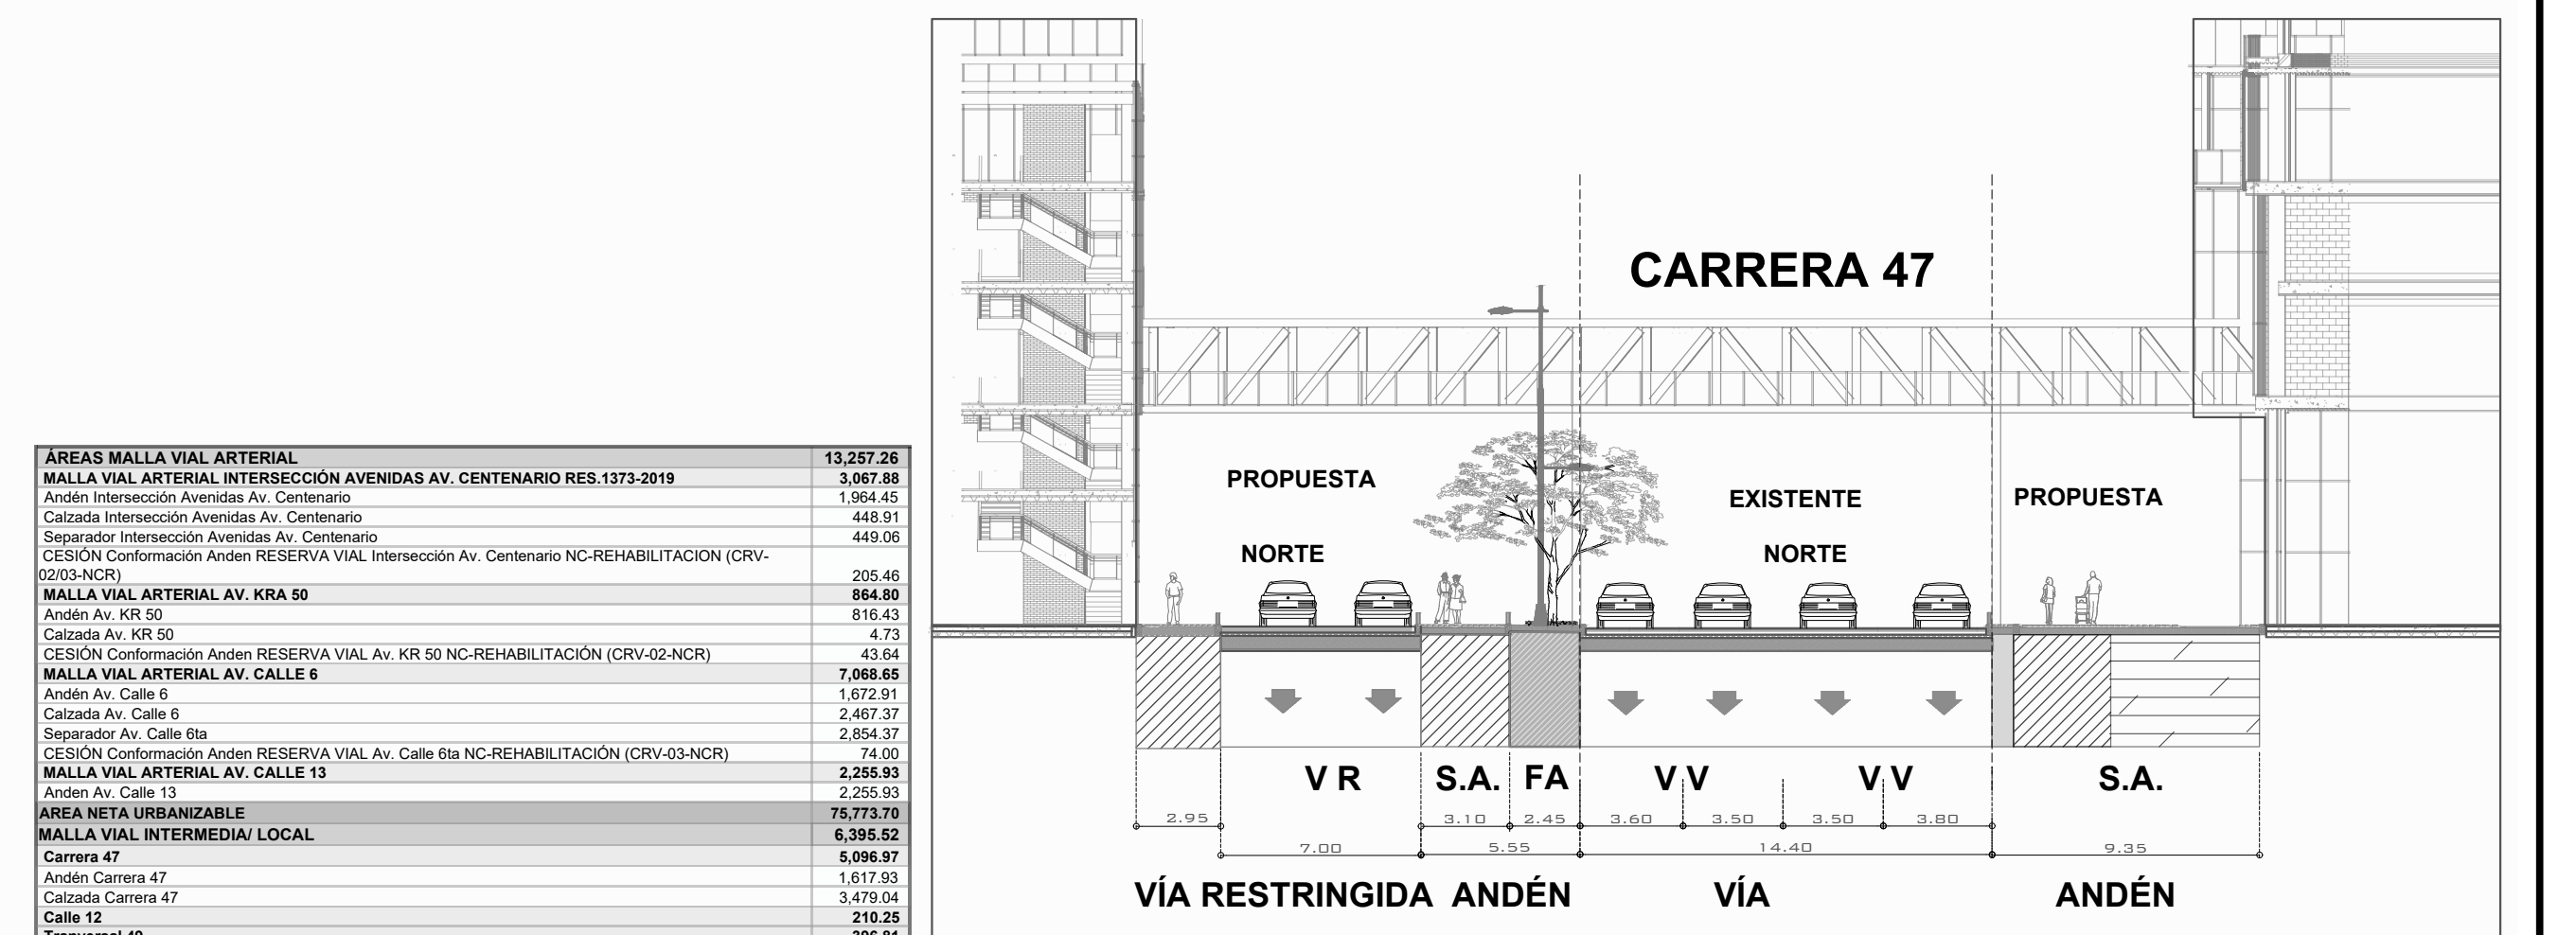 ÁREAS MALLA VIAL ARTERIAL 13,257.26
MALLA VIAL ARTERIAL INTERSECCIÓN AVENIDAS AV. CENTENARIO RES.1373-2019 3,067.88
Andén Intersección Avenidas Av. Centenario 1,964.45
Calzada Intersección Avenidas Av. Centenario 448.91
Separador Intersección Avenidas Av. Centenario 449.06
CESIÓN Conformación Anden RESERVA VIAL Intersección Av. Centenario NC-REHABILITACION (CRV-
02/03-NCR) 205.46
MALLA VIAL ARTERIAL AV. KRA 50 864.80
Andén Av. KR 50 816.43
Calzada Av. KR 50 4.73
CESIÓN Conformación Anden RESERVA VIAL Av. KR 50 NC-REHABILITACIÓN (CRV-02-NCR) 43.64
MALLA VIAL ARTERIAL AV. CALLE 6 7,068.65
Andén Av. Calle 6 1,672.91
Calzada Av. Calle 6 2,467.37
Separador Av. Calle 6ta 2,854.37
CESIÓN Conformación Anden RESERVA VIAL Av. Calle 6ta NC-REHABILITACIÓN (CRV-03-NCR) 74.00
MALLA VIAL ARTERIAL AV. CALLE 13 2,255.93
Anden Av. Calle 13 2,255.93
AREA NETA URBANIZABLE 75,773.70
MALLA VIAL INTERMEDIA/ LOCAL 6,395.52
Carrera 47 5,096.97
Andén Carrera 47 1,617.93
Calzada Carrera 47 3,479.04
Calle 12 210.25
CARRERA 47
PROPUESTA
EXISTENTE
PROPUESTA
NORTE
NORTE
V R S.A. FA V V V V S.A.
2.95 3.10 2.45 3.60 3.50 3.50 3.80
7.00 5.55 14.40 9.35
VÍA RESTRINGIDA ANDÉN VÍA ANDÉN